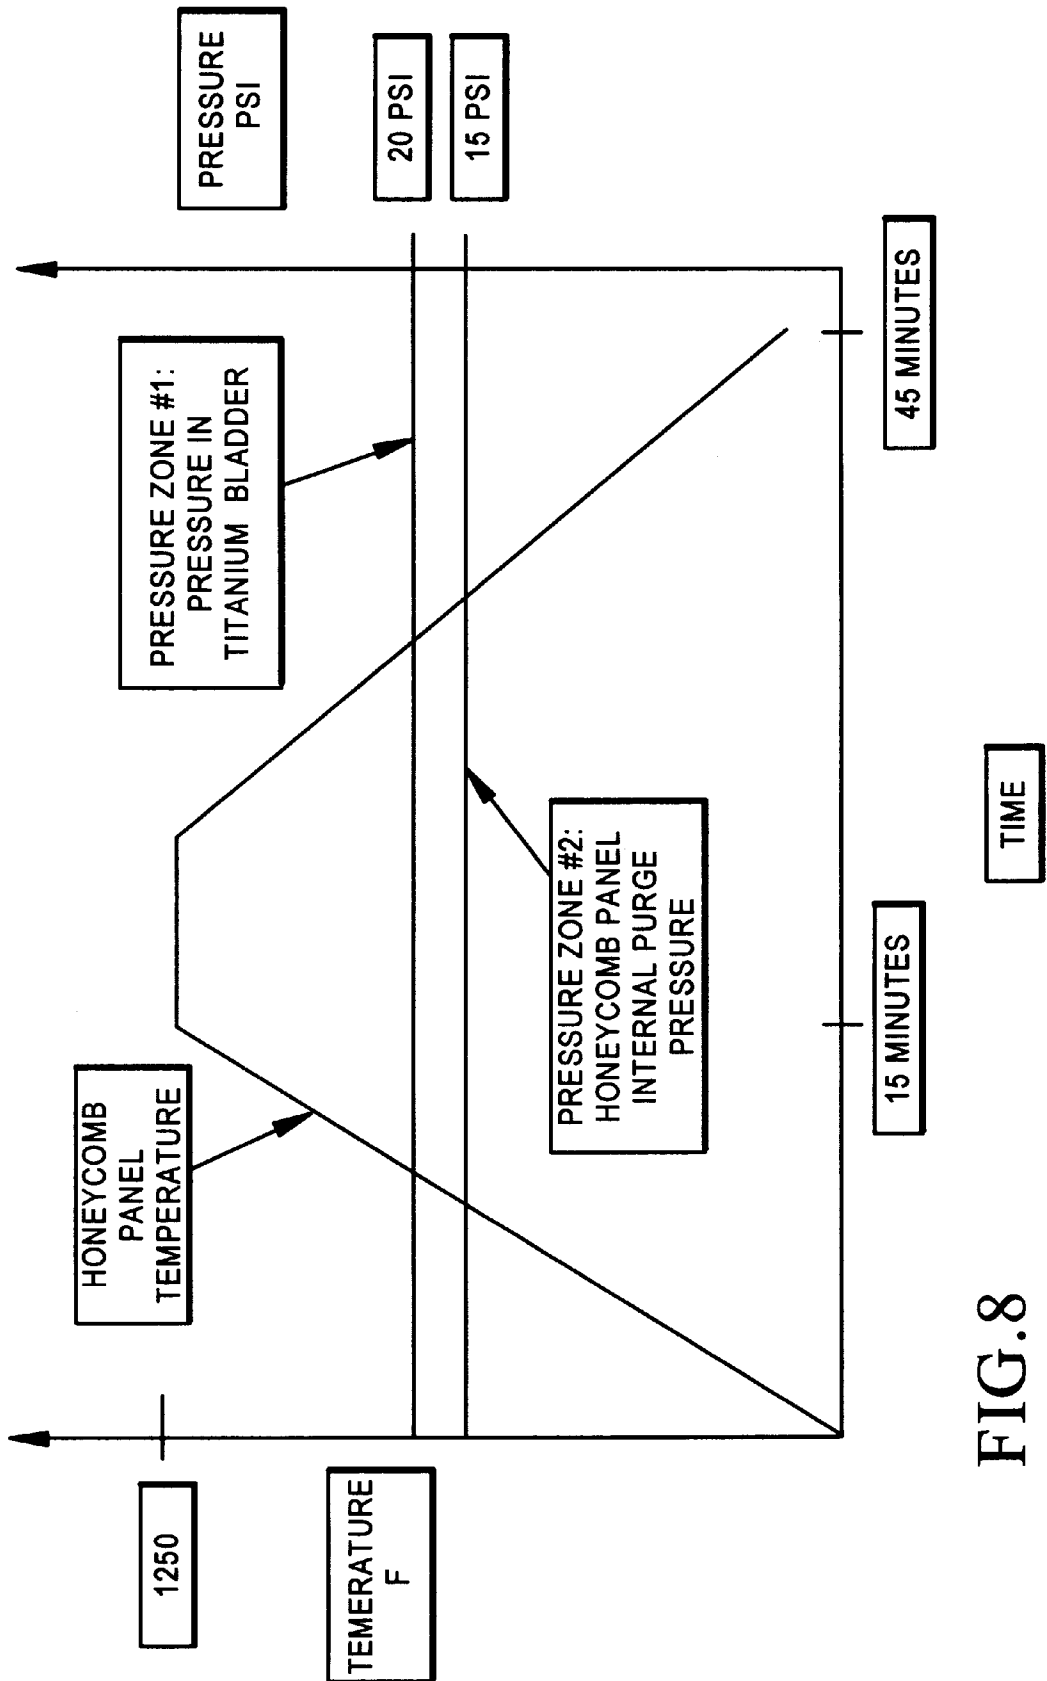 1250
TEMERATURE
F
HONEYCOMB
PANEL
TEMPERATURE
PRESSURE ZONE #1:
PRESSURE IN
TITANIUM BLADDER
PRESSURE
PSI
20 PSI
15 PSI
PRESSURE ZONE #2:
HONEYCOMB PANEL
INTERNAL PURGE
PRESSURE
15 MINUTES
45 MINUTES
TIME
FIG.8